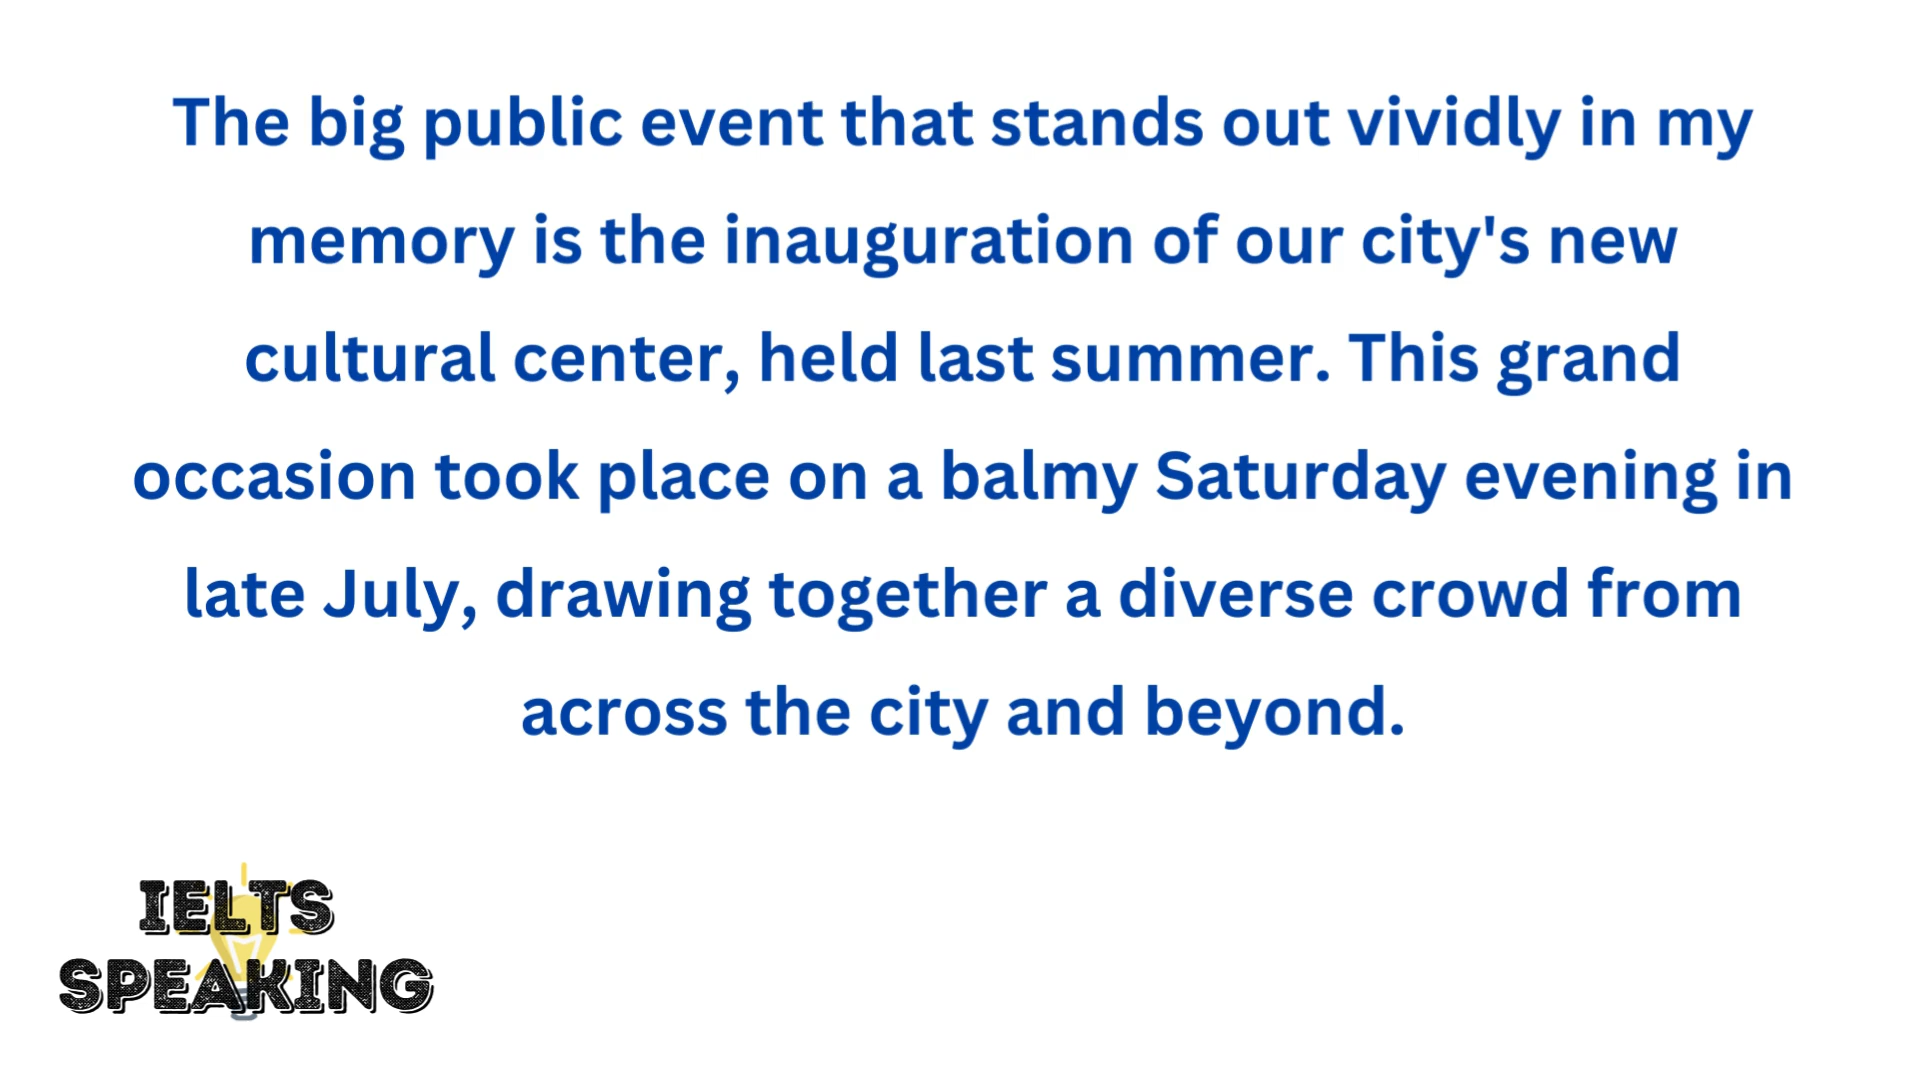 The big public event that stands out vividly in my
memory is the inauguration of our city's new
cultural center, held last summer. This grand
occasion took place on a balmy Saturday evening in
late July, drawing together a diverse crowd from
across the city and beyond.
IELTS
SPEAKING